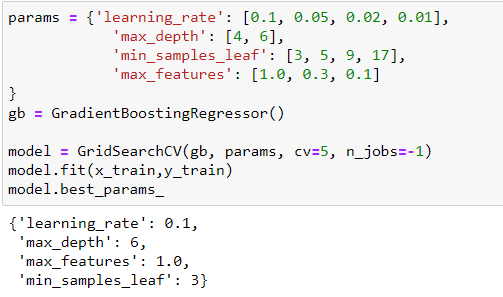 params = {'learning_rate': [0.1, 0.05, 0.02, 0.01],
          'max_depth': [4, 6],
          'min_samples_leaf': [3, 5, 9, 17],
          'max_features': [1.0, 0.3, 0.1]
}
gb = GradientBoostingRegressor()

model = GridSearchCV(gb, params, cv=5, n_jobs=-1)
model.fit(x_train,y_train)
model.best_params_

{'learning_rate': 0.1,
 'max_depth': 6,
 'max_features': 1.0,
 'min_samples_leaf': 3}